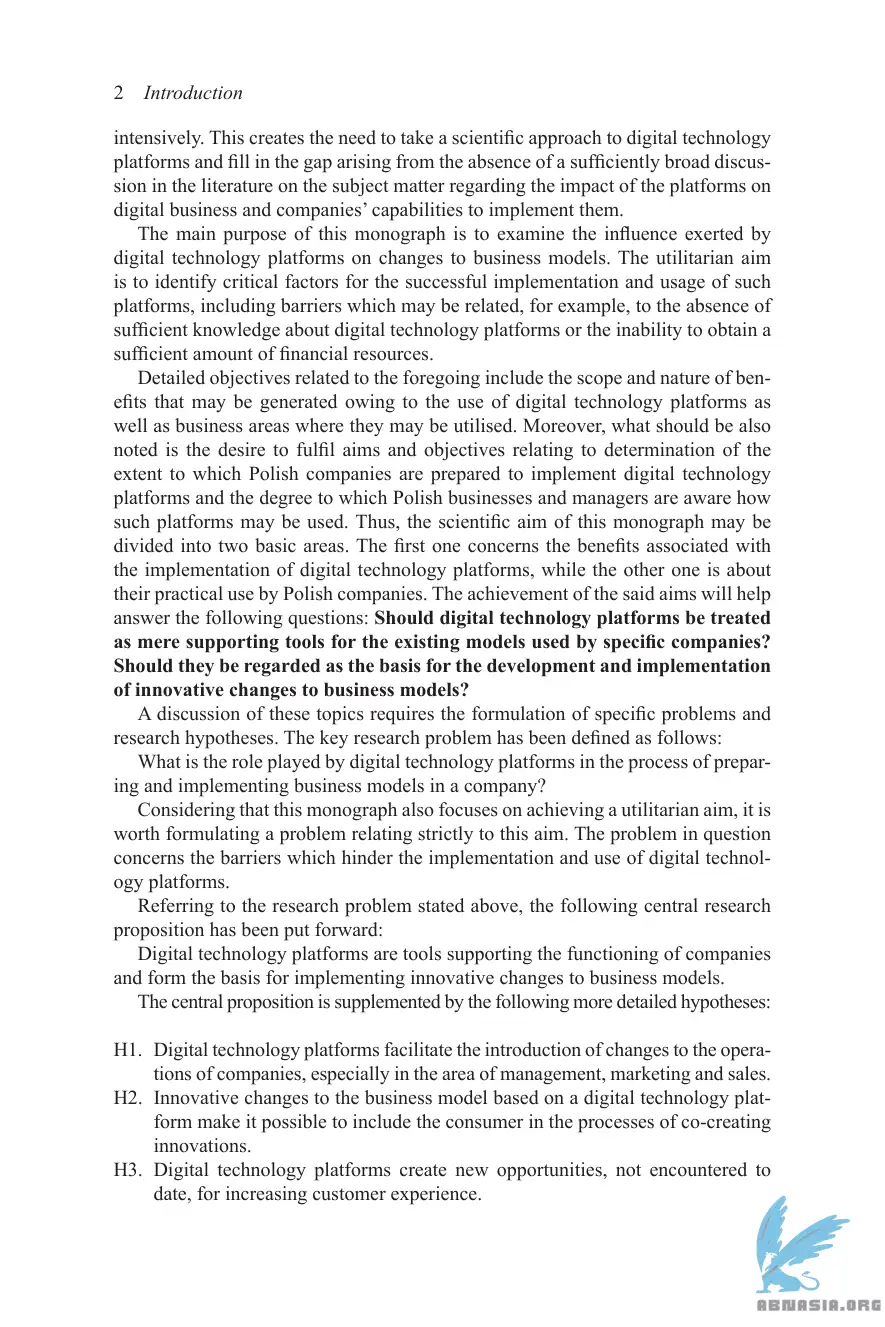 2 Introduction
intensively. This creates the need to take a scientific approach to digital technology
platforms and fill in the gap arising from the absence of a sufficiently broad discus-
sion in the literature on the subject matter regarding the impact of the platforms on
digital business and companies’ capabilities to implement them.
The main purpose of this monograph is to examine the influence exerted by
digital technology platforms on changes to business models. The utilitarian aim
is to identify critical factors for the successful implementation and usage of such
platforms, including barriers which may be related, for example, to the absence of
sufficient knowledge about digital technology platforms or the inability to obtain a
sufficient amount of financial resources.
Detailed objectives related to the foregoing include the scope and nature of ben-
efits that may be generated owing to the use of digital technology platforms as
well as business areas where they may be utilised. Moreover, what should be also
noted is the desire to fulfil aims and objectives relating to determination of the
extent to which Polish companies are prepared to implement digital technology
platforms and the degree to which Polish businesses and managers are aware how
such platforms may be used. Thus, the scientific aim of this monograph may be
divided into two basic areas. The first one concerns the benefits associated with
the implementation of digital technology platforms, while the other one is about
their practical use by Polish companies. The achievement of the said aims will help
answer the following questions: Should digital technology platforms be treated
as mere supporting tools for the existing models used by specific companies?
Should they be regarded as the basis for the development and implementation
of innovative changes to business models?
A discussion of these topics requires the formulation of specific problems and
research hypotheses. The key research problem has been defined as follows:
What is the role played by digital technology platforms in the process of prepar-
ing and implementing business models in a company?
Considering that this monograph also focuses on achieving a utilitarian aim, it is
worth formulating a problem relating strictly to this aim. The problem in question
concerns the barriers which hinder the implementation and use of digital technol-
ogy platforms.
Referring to the research problem stated above, the following central research
proposition has been put forward:
Digital technology platforms are tools supporting the functioning of companies
and form the basis for implementing innovative changes to business models.
The central proposition is supplemented by the following more detailed hypotheses:
H1. Digital technology platforms facilitate the introduction of changes to the opera-
tions of companies, especially in the area of management, marketing and sales.
H2. Innovative changes to the business model based on a digital technology plat-
form make it possible to include the consumer in the processes of co-creating
innovations.
H3. Digital technology platforms create new opportunities, not encountered to
date, for increasing customer experience.
ABNASIA.ORG